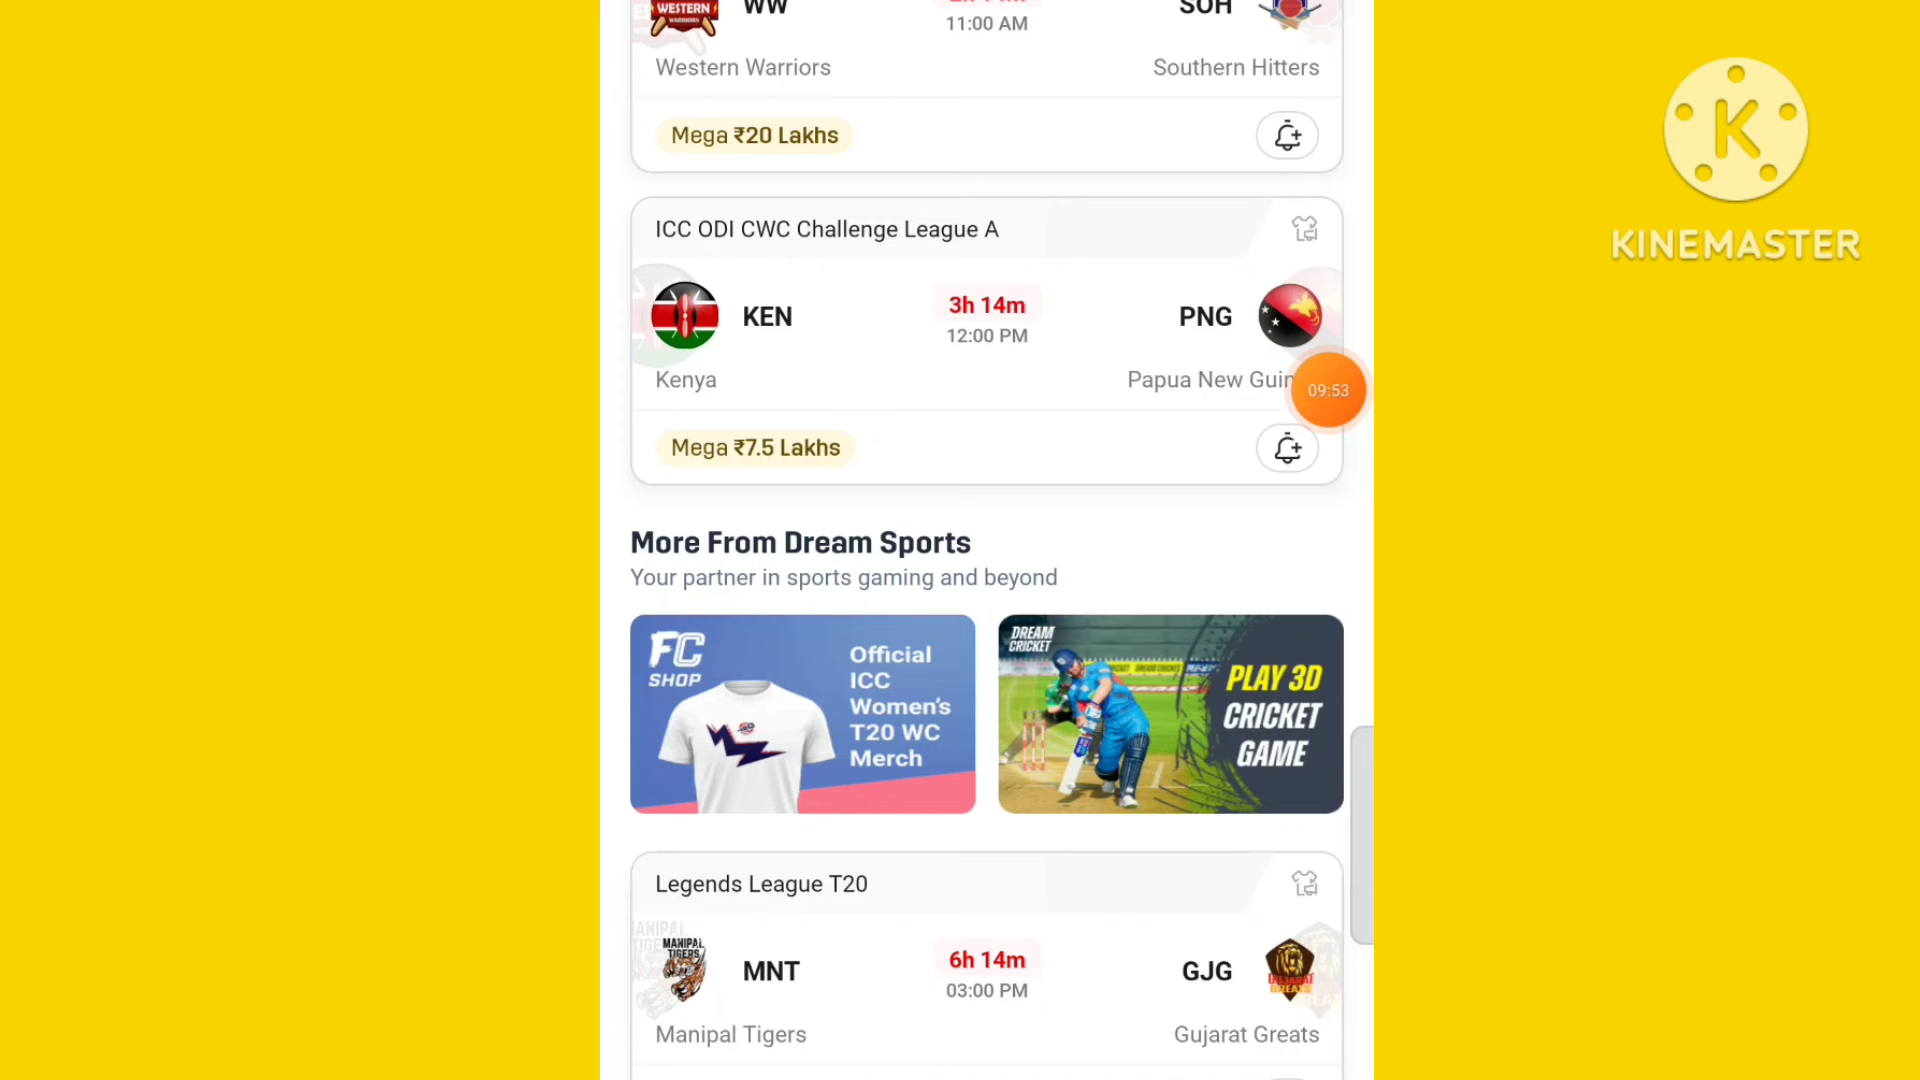 WESTERN
WARRIORS
WW
SOH
11:00 AM
Western Warriors
Southern Hitters
Mega ₹20 Lakhs
ICC ODI CWC Challenge League A
KEN
3h 14m
12:00 PM
PNG
Kenya
Papua New Guin
09:53
Mega ₹7.5 Lakhs
More From Dream Sports
Your partner in sports gaming and beyond
FC
SHOP
Official
ICC
Women's
T20 WC
Merch
DREAM
CRICKET
PLAY 3D
CRICKET
GAME
Legends League T20
MANIPAL
TIGERS
MNT
6h 14m
03:00 PM
GJG
GUJARAT
GREATS
Manipal Tigers
Gujarat Greats
K
KINEMASTER